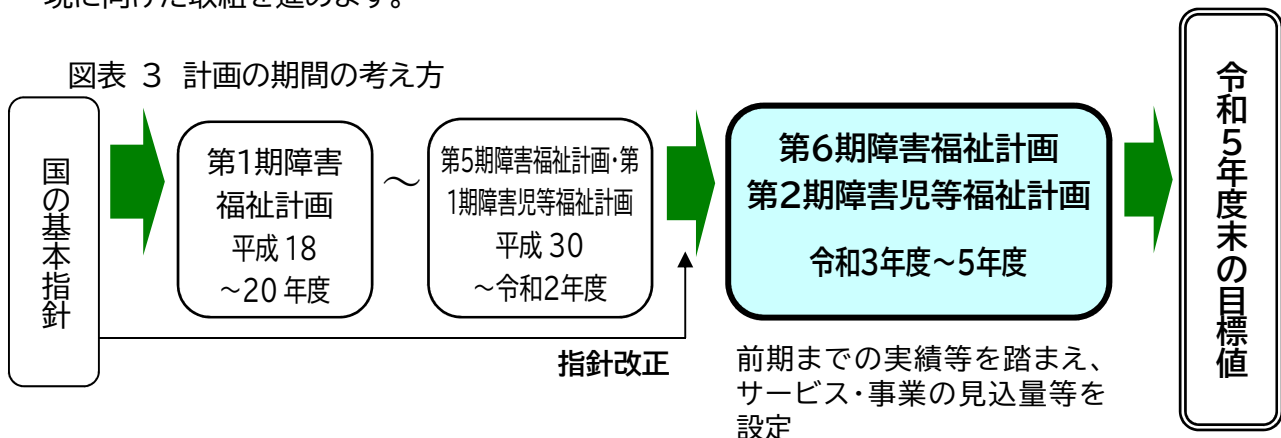 現に向けた取組を進めます。
図表 3 計画の期間の考え方
国の基本指針
第1期障害
福祉計画
平成 18
～20 年度
～
第5期障害福祉計画・第
1期障害児等福祉計画
平成 30
～令和2年度
指針改正
第6期障害福祉計画
第2期障害児等福祉計画
令和3年度～5年度
前期までの実績等を踏まえ、
サービス・事業の見込量等を
設定
令和5年度末の目標値